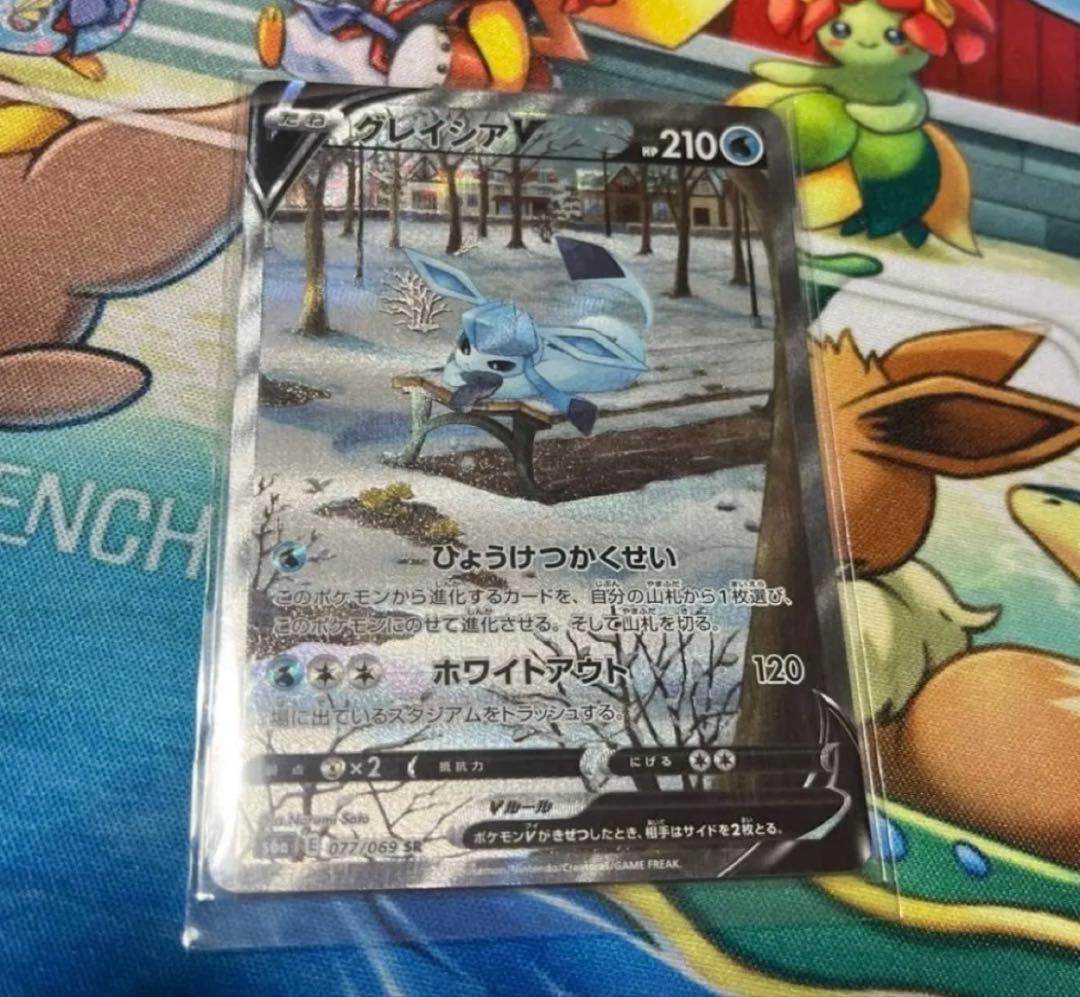 たね グレイシアV HP 210
ひょうけつかくせい
このポケモンから進化するカードを、自分の山札から1枚選び、
このポケモンにのせて進化させる。そして山札を切る。
ホワイトアウト 120
場に出ているスタジアムをトラッシュする。
×2 抵抗力 にげる
Vルール
ポケモンVがきぜつしたとき、相手はサイドを2枚とる。
Narumi Sato
S6a E 077/069 SR
Nintendo/Creatures/GAME FREAK.
ENCH